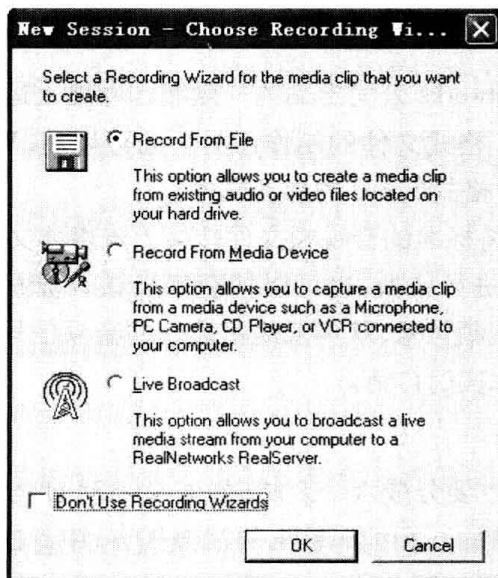 New Session - Choose Recording Wi...
Select a Recording Wizard for the media clip that you want
to create.
Record From File
This option allows you to create a media clip
from existing audio or video files located on
your hard drive.
Record From Media Device
This option allows you to capture a media clip
from a media device such as a Microphone,
PC Camera, CD Player, or VCR connected to
your computer.
Live Broadcast
This option allows you to broadcast a live
media stream from your computer to a
RealNetworks RealServer.
Don't Use Recording Wizards
OK
Cancel